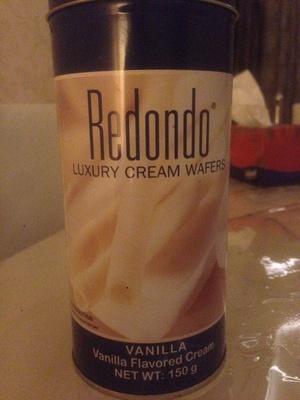 Redondo®
LUXURY CREAM WAFERS
VANILLA
Vanilla Flavored Cream
NET WT: 150 g